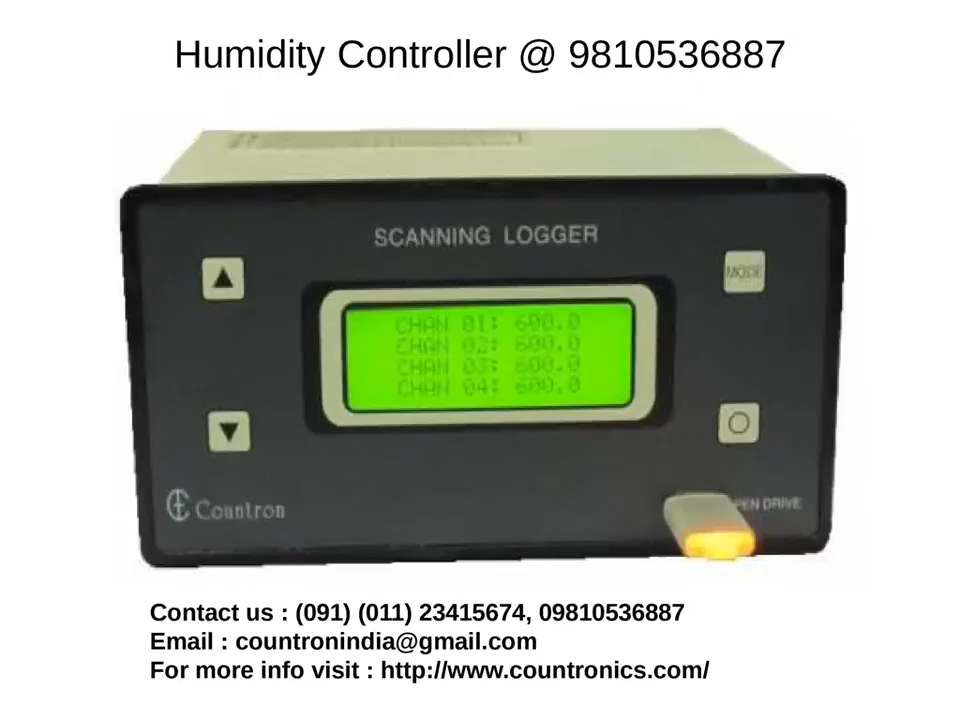 Humidity Controller @ 9810536887
SCANNING LOGGER
MODE
CHAN 01: 600.0
CHAN 02: 600.0
CHAN 03: 600.0
CHAN 04: 600.0
Countron
PEN DRIVE
Contact us : (091) (011) 23415674, 09810536887
Email : countronindia@gmail.com
For more info visit : http://www.countronics.com/